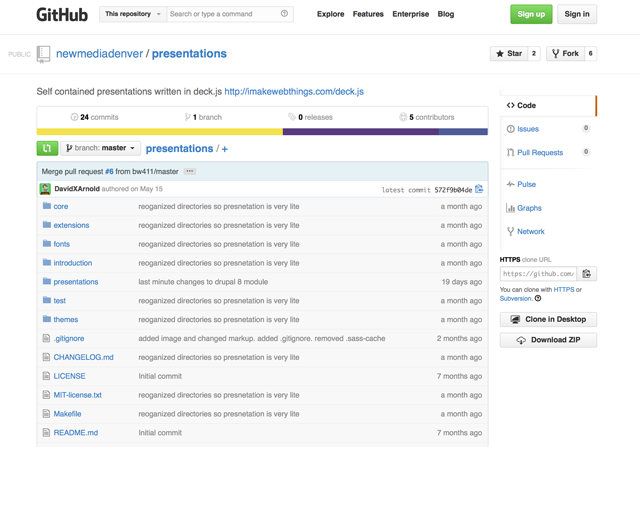 GitHub This repository Search or type a command Explore Features Enterprise Blog Sign up Sign in
PUBLIC newmediadenver / presentations Star 2 Fork 6
Self contained presentations written in deck.js http://imakewebthings.com/deck.js
24 commits 1 branch 0 releases 5 contributors
branch: master presentations / +
Merge pull request #6 from bw411/master
DavidXArnold authored on May 15 latest commit 572f9b04de
core reoganized directories so presnetation is very lite a month ago
extensions reoganized directories so presnetation is very lite a month ago
fonts reoganized directories so presnetation is very lite a month ago
introduction reoganized directories so presnetation is very lite a month ago
presentations last minute changes to drupal 8 module 19 days ago
test reoganized directories so presnetation is very lite a month ago
themes reoganized directories so presnetation is very lite a month ago
.gitignore added image and changed markup. added .gitignore. removed .sass-cache 2 months ago
CHANGELOG.md reoganized directories so presnetation is very lite a month ago
LICENSE Initial commit 7 months ago
MIT-license.txt reoganized directories so presnetation is very lite a month ago
Makefile reoganized directories so presnetation is very lite a month ago
README.md Initial commit 7 months ago
Code
Issues 0
Pull Requests 0
Pulse
Graphs
Network
HTTPS clone URL
https://github.com/
You can clone with HTTPS or
Subversion.
Clone in Desktop
Download ZIP